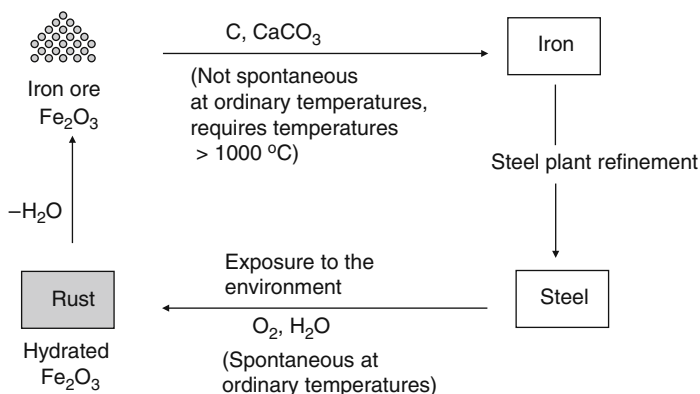 C, CaCO₃
Iron
Iron ore
Fe₂O₃
(Not spontaneous
at ordinary temperatures,
requires temperatures
> 1000 ºC)
Steel plant refinement
–H₂O
Exposure to the
environment
Rust
Steel
O₂, H₂O
Hydrated
Fe₂O₃
(Spontaneous at
ordinary temperatures)